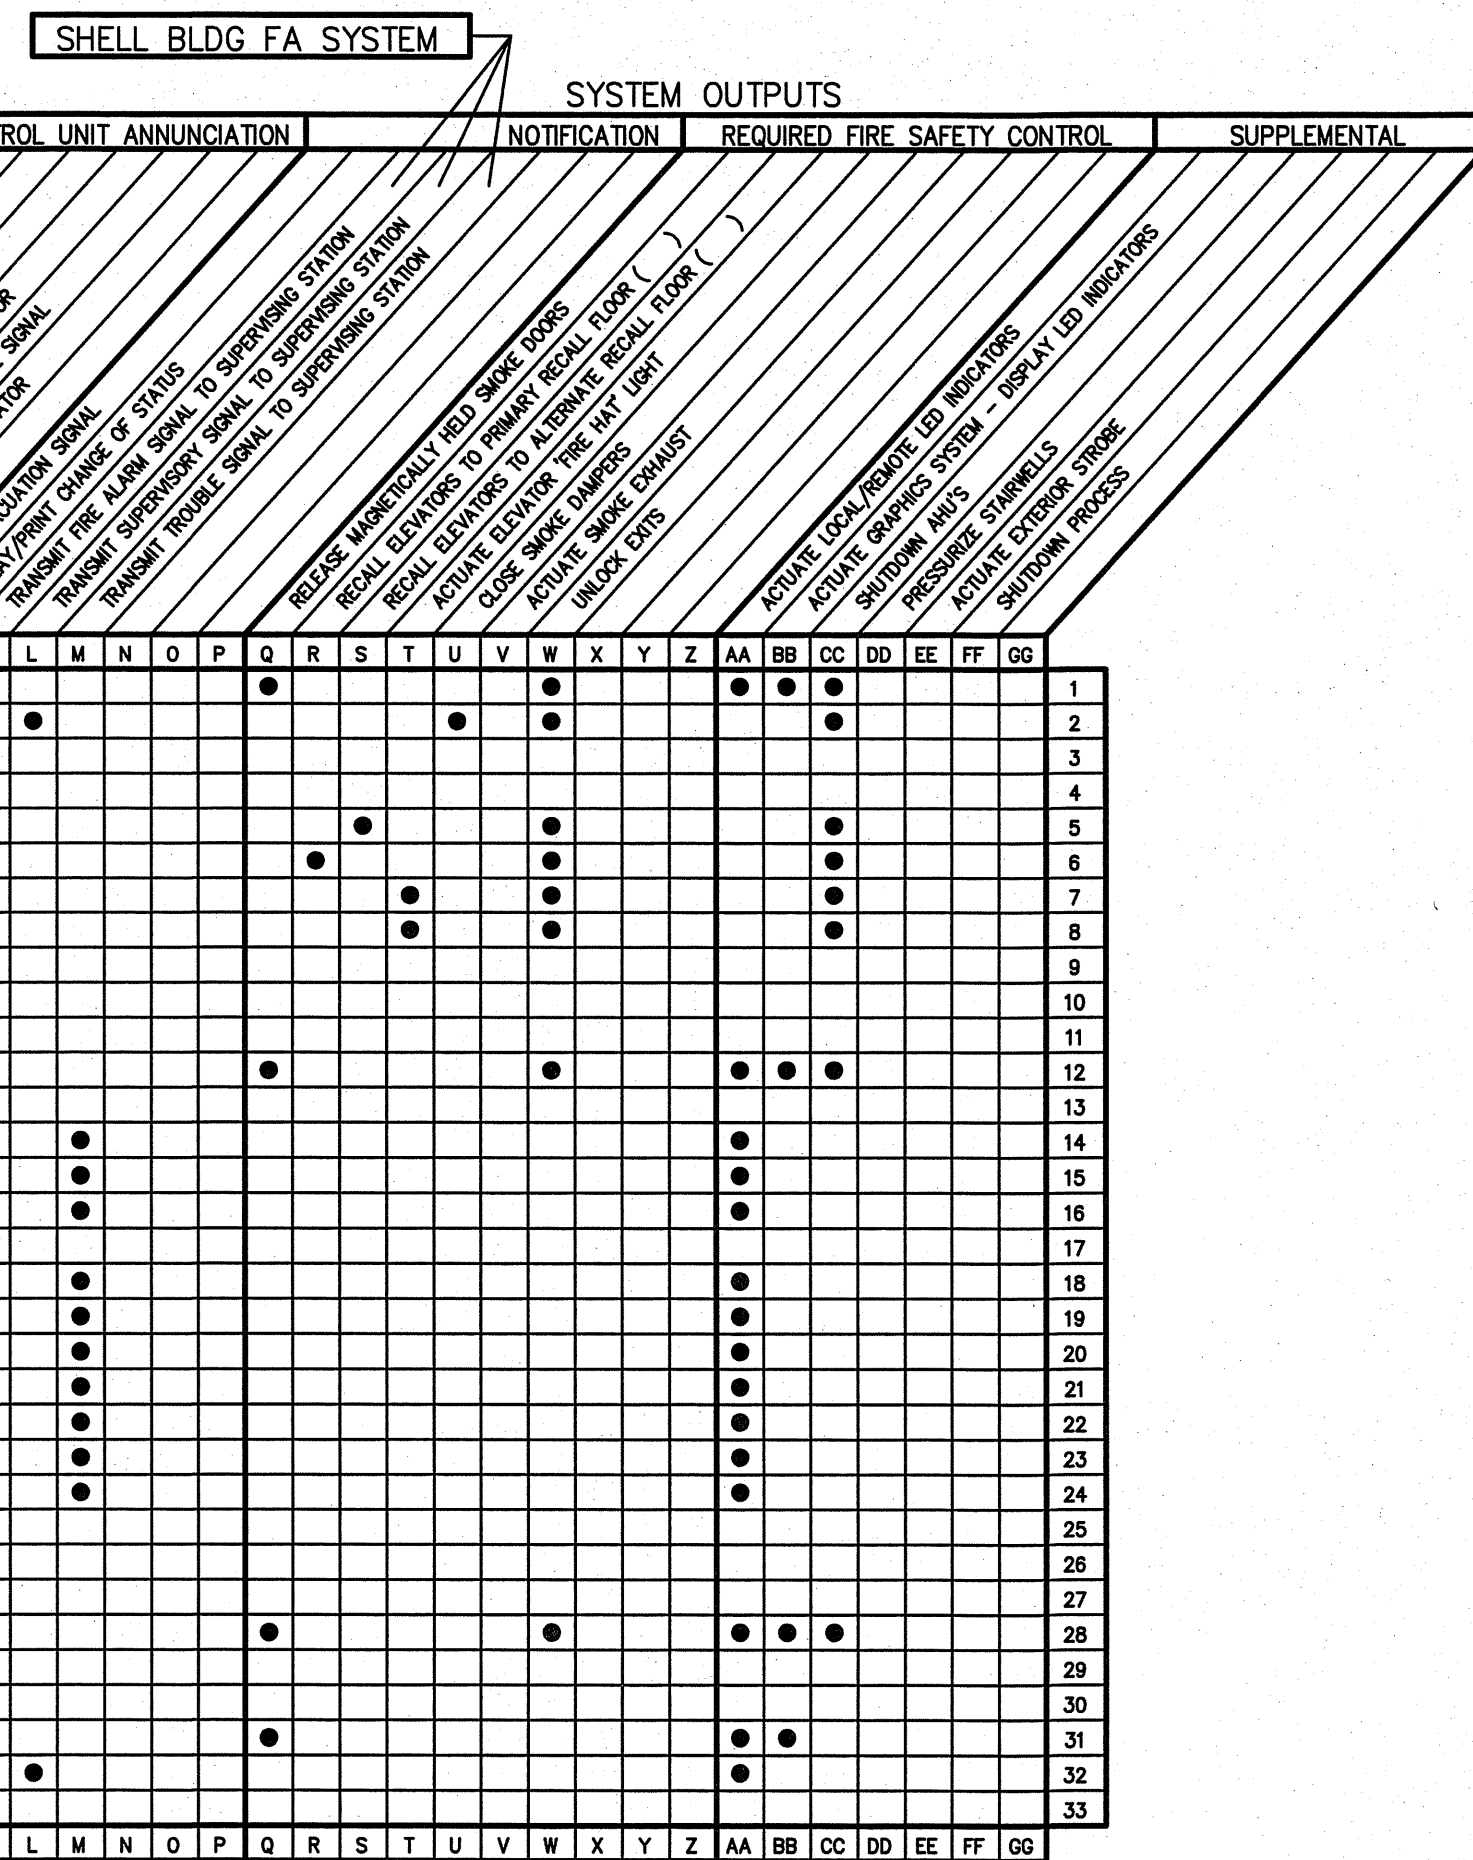 SHELL BLDG FA SYSTEM
SYSTEM OUTPUTS
UNIT ANNUNCIATION NOTIFICATION REQUIRED FIRE SAFETY CONTROL SUPPLEMENTAL
SIGNAL
SIGNAL
/PRINT CHANGE OF STATUS
TRANSMIT FIRE ALARM SIGNAL TO SUPERVISING STATION
TRANSMIT SUPERVISORY SIGNAL TO SUPERVISING STATION
TRANSMIT TROUBLE SIGNAL TO SUPERVISING STATION
RELEASE MAGNETICALLY HELD SMOKE DOORS
RECALL ELEVATORS TO PRIMARY RECALL FLOOR ( )
RECALL ELEVATORS TO ALTERNATE RECALL FLOOR ( )
ACTUATE ELEVATOR 'FIRE HAT' LIGHT
CLOSE SMOKE DAMPERS
ACTUATE SMOKE EXHAUST
UNLOCK EXITS
ACTUATE LOCAL/REMOTE LED INDICATORS
ACTUATE GRAPHICS SYSTEM - DISPLAY LED INDICATORS
SHUTDOWN AHU'S
PRESSURIZE STAIRWELLS
ACTUATE EXTERIOR STROBE
SHUTDOWN PROCESS
L M N O P Q R S T U V W X Y Z AA BB CC DD EE FF GG
1
2
3
4
5
6
7
8
9
10
11
12
13
14
15
16
17
18
19
20
21
22
23
24
25
26
27
28
29
30
31
32
33
L M N O P Q R S T U V W X Y Z AA BB CC DD EE FF GG